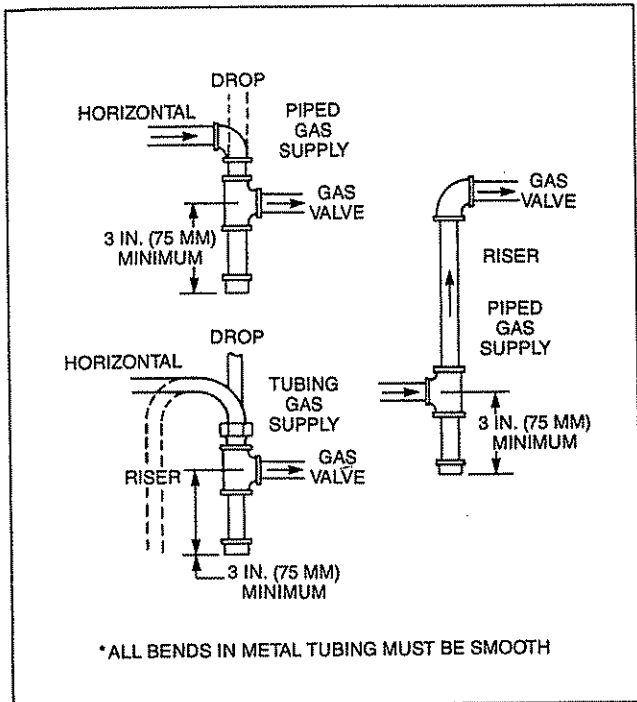 DROP
HORIZONTAL
PIPED
GAS
SUPPLY
GAS
VALVE
3 IN. (75 MM)
MINIMUM
DROP
HORIZONTAL
TUBING
GAS
SUPPLY
GAS
VALVE
RISER
3 IN. (75 MM)
MINIMUM
GAS
VALVE
RISER
PIPED
GAS
SUPPLY
3 IN. (75 MM)
MINIMUM
*ALL BENDS IN METAL TUBING MUST BE SMOOTH